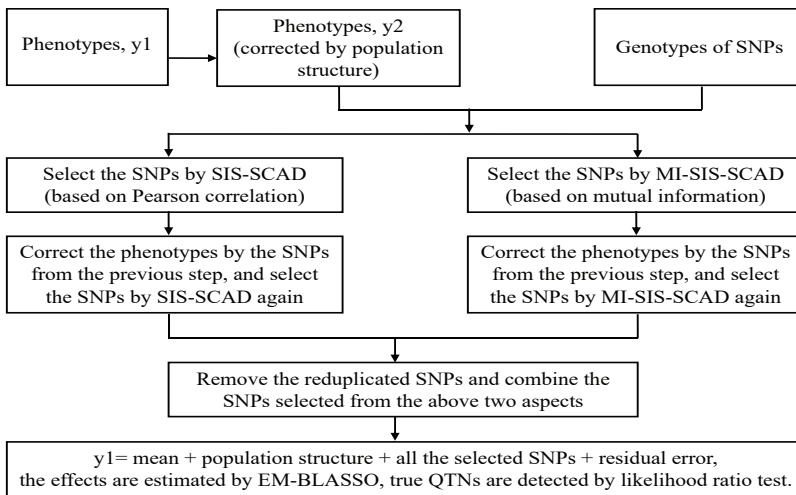 Phenotypes, y1
Phenotypes, y2
(corrected by population
structure)
Genotypes of SNPs
Select the SNPs by SIS-SCAD
(based on Pearson correlation)
Select the SNPs by MI-SIS-SCAD
(based on mutual information)
Correct the phenotypes by the SNPs
from the previous step, and select
the SNPs by SIS-SCAD again
Correct the phenotypes by the SNPs
from the previous step, and select
the SNPs by MI-SIS-SCAD again
Remove the reduplicated SNPs and combine the
SNPs selected from the above two aspects
y1= mean + population structure + all the selected SNPs + residual error,
the effects are estimated by EM-BLASSO, true QTNs are detected by likelihood ratio test.